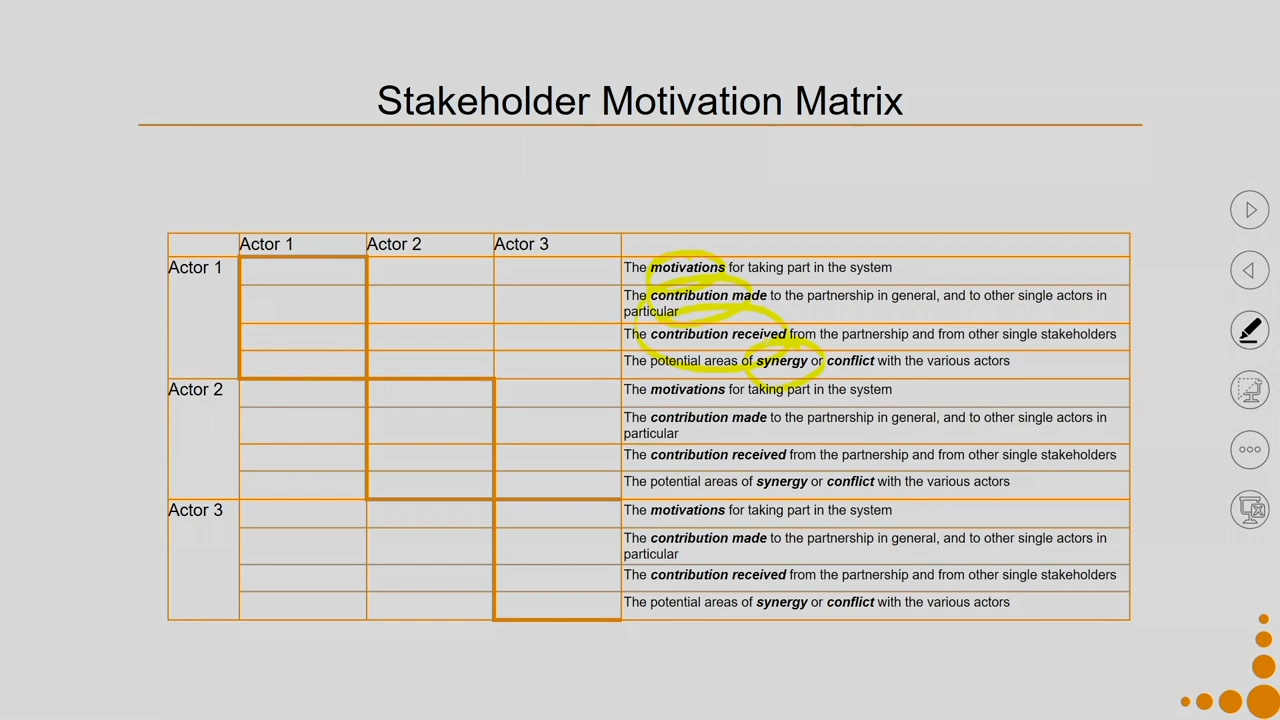 Stakeholder Motivation Matrix
Actor 1 Actor 2 Actor 3
Actor 1 The motivations for taking part in the system
The contribution made to the partnership in general, and to other single actors in
particular
The contribution received from the partnership and from other single stakeholders
The potential areas of synergy or conflict with the various actors
Actor 2 The motivations for taking part in the system
The contribution made to the partnership in general, and to other single actors in
particular
The contribution received from the partnership and from other single stakeholders
The potential areas of synergy or conflict with the various actors
Actor 3 The motivations for taking part in the system
The contribution made to the partnership in general, and to other single actors in
particular
The contribution received from the partnership and from other single stakeholders
The potential areas of synergy or conflict with the various actors